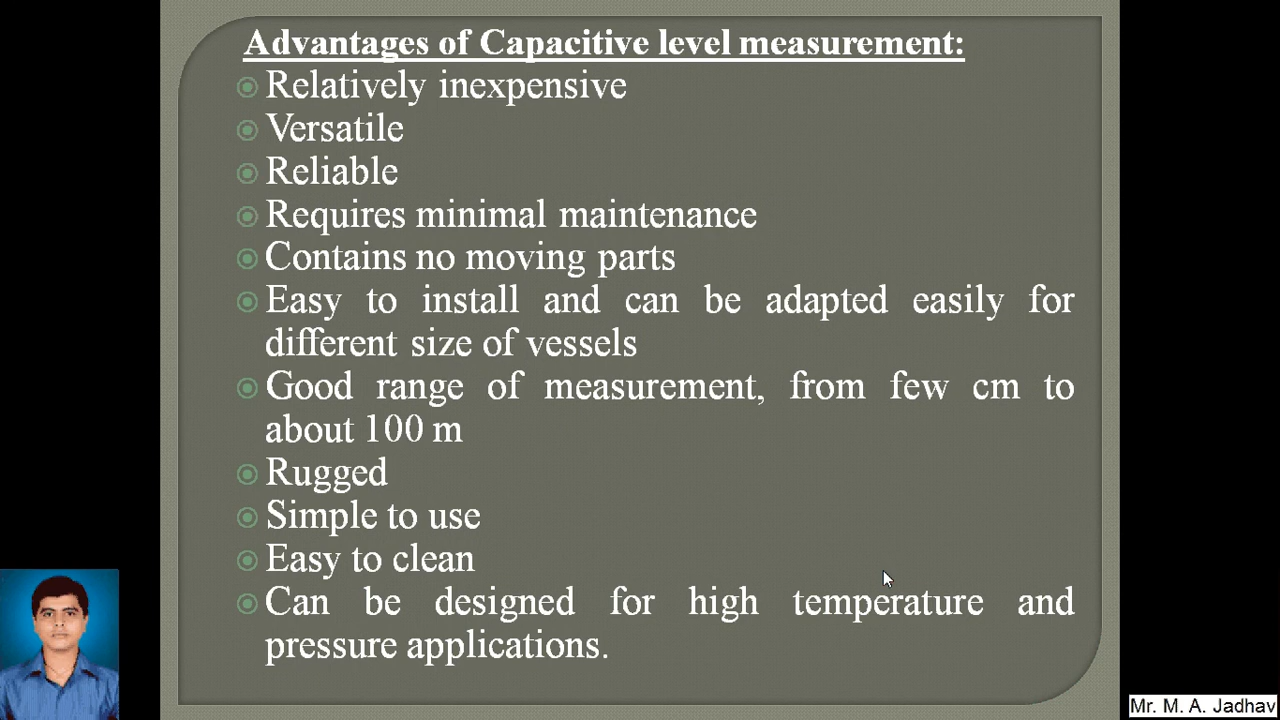 Advantages of Capacitive level measurement:
Relatively inexpensive
Versatile
Reliable
Requires minimal maintenance
Contains no moving parts
Easy to install and can be adapted easily for
different size of vessels
Good range of measurement, from few cm to
about 100 m
Rugged
Simple to use
Easy to clean
Can be designed for high temperature and
pressure applications.
Mr. M. A. Jadhav